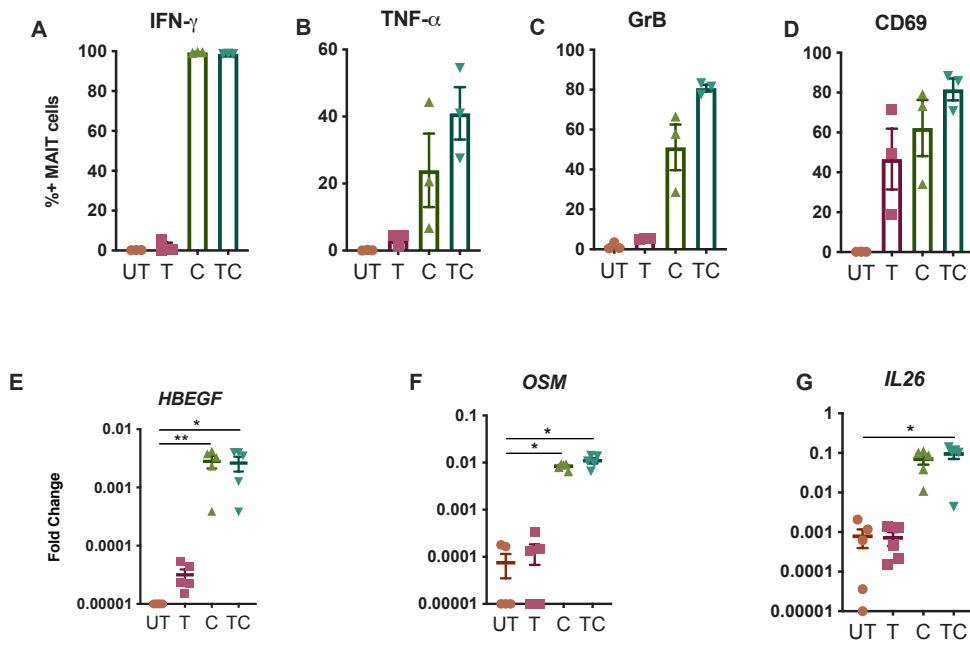 A IFN-γ
%+ MAIT cells
100
80
60
40
20
0
UT T C TC
B TNF-α
60
40
20
0
UT T C TC
C GrB
100
80
60
40
20
0
UT T C TC
D CD69
100
80
60
40
20
0
UT T C TC
E
HBEGF
Fold Change
0.01
0.001
0.0001
0.00001
*
**
UT T C TC
F OSM
0.1
0.01
0.001
0.0001
0.00001
*
*
UT T C TC
G IL26
1
0.1
0.01
0.001
0.0001
0.00001
*
UT T C TC